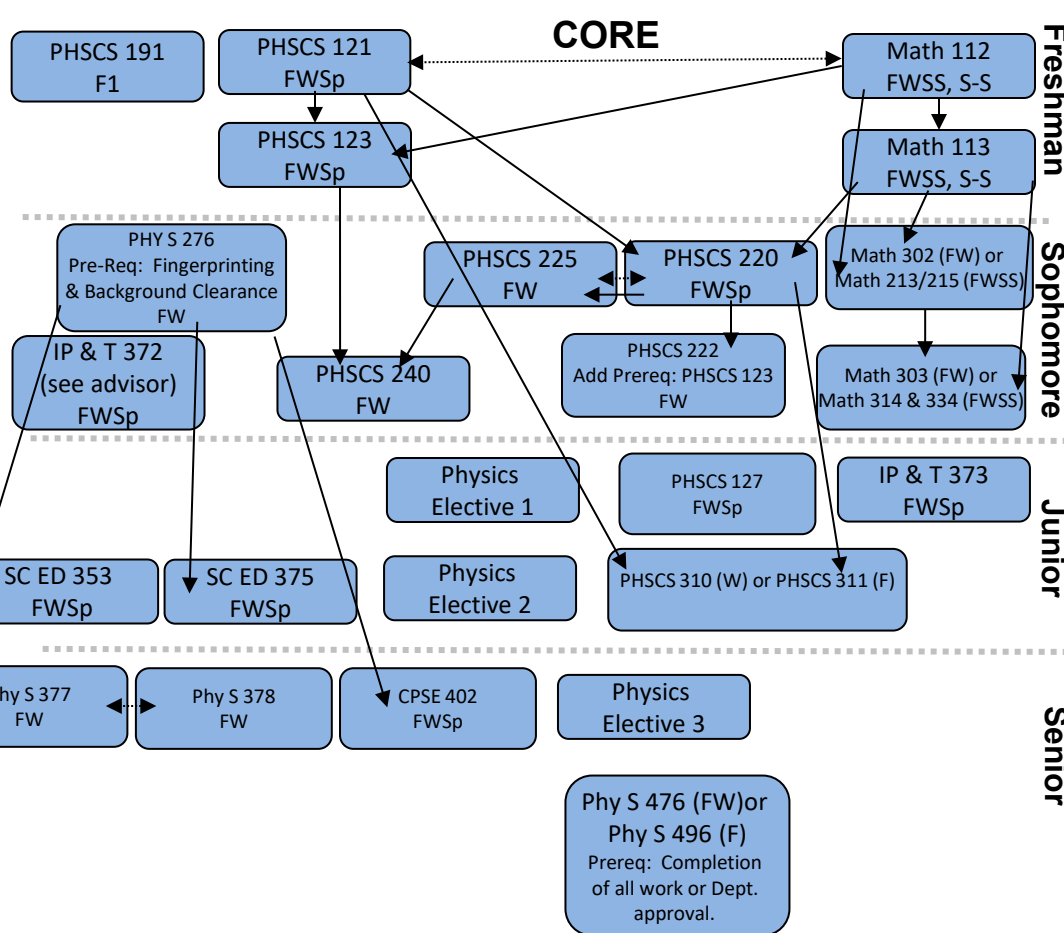 CORE
Freshman
PHSCS 191
F1
PHSCS 121
FWSp
Math 112
FWSS, S-S
PHSCS 123
FWSp
Math 113
FWSS, S-S
Sophomore
PHY S 276
Pre-Req: Fingerprinting
& Background Clearance
FW
PHSCS 225
FW
PHSCS 220
FWSp
Math 302 (FW) or
Math 213/215 (FWSS)
IP & T 372
(see advisor)
FWSp
PHSCS 240
FW
PHSCS 222
Add Prereq: PHSCS 123
FW
Math 303 (FW) or
Math 314 & 334 (FWSS)
Junior
Physics
Elective 1
PHSCS 127
FWSp
IP & T 373
FWSp
SC ED 353
FWSp
SC ED 375
FWSp
Physics
Elective 2
PHSCS 310 (W) or PHSCS 311 (F)
Senior
hy S 377
FW
Phy S 378
FW
CPSE 402
FWSp
Physics
Elective 3
Phy S 476 (FW)or
Phy S 496 (F)
Prereq: Completion
of all work or Dept.
approval.